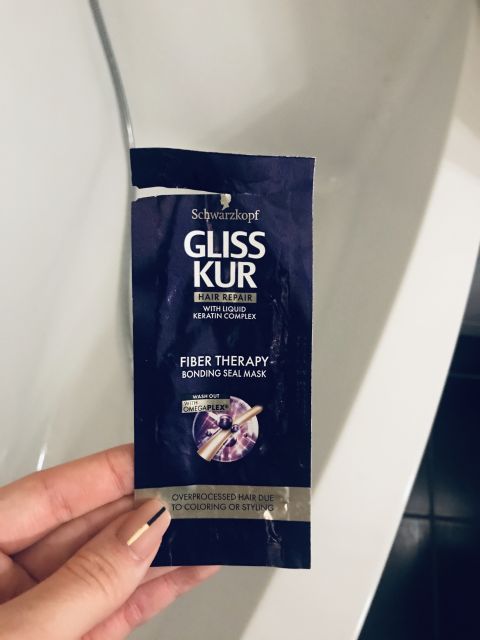 Schwarzkopf
GLISS
KUR
HAIR REPAIR
WITH LIQUID
KERATIN COMPLEX
FIBER THERAPY
BONDING SEAL MASK
WASH OUT
WITH
OMEGAPLEX®
OVERPROCESSED HAIR DUE
TO COLORING OR STYLING